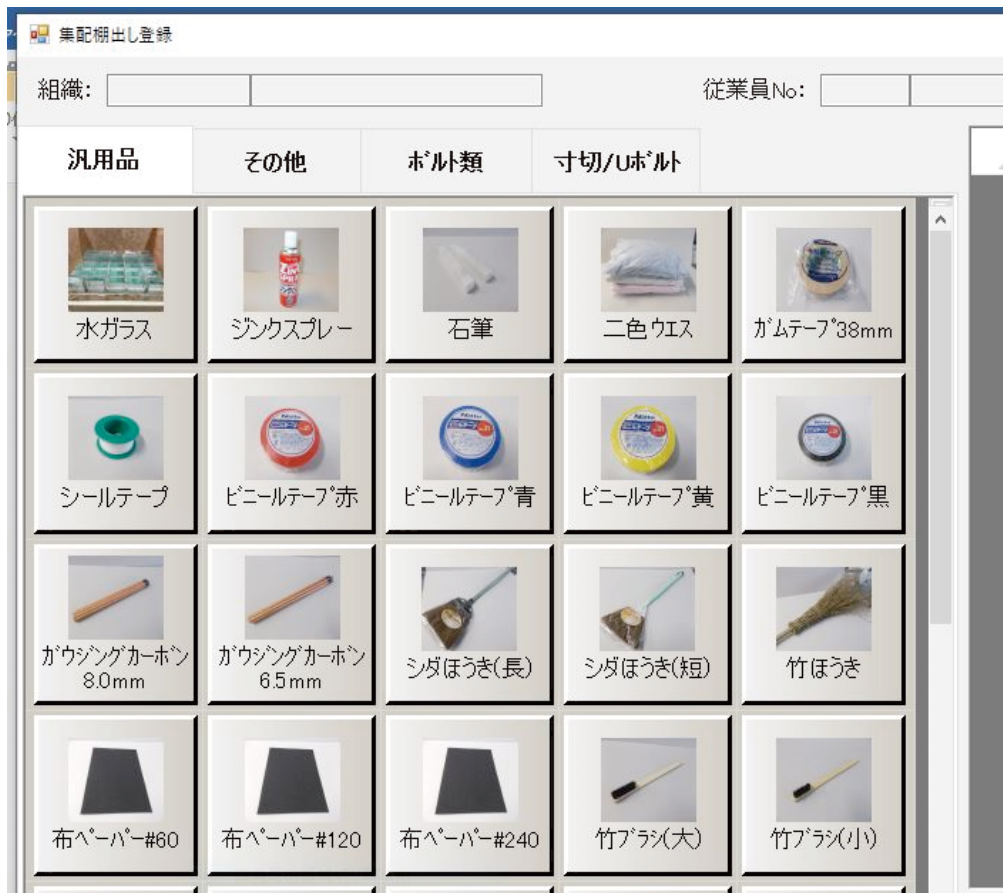 集配棚出し登録
組織:
従業員No:
汎用品
その他
ﾎﾞﾙﾄ類
寸切/Uﾎﾞﾙﾄ
水ガラス
ジンクスプレー
石筆
二色ウエス
ｶﾞﾑﾃｰﾌﾟ38mm
シールテープ
ﾋﾞﾆｰﾙﾃｰﾌﾟ赤
ﾋﾞﾆｰﾙﾃｰﾌﾟ青
ﾋﾞﾆｰﾙﾃｰﾌﾟ黄
ﾋﾞﾆｰﾙﾃｰﾌﾟ黒
ｶﾞｳｼﾞﾝｸﾞｶｰﾎﾞﾝ
8.0mm
ｶﾞｳｼﾞﾝｸﾞｶｰﾎﾞﾝ
6.5mm
シダほうき(長)
シダほうき(短)
竹ほうき
布ﾍﾟｰﾊﾟｰ#60
布ﾍﾟｰﾊﾟｰ#120
布ﾍﾟｰﾊﾟｰ#240
竹ﾌﾞﾗｼ(大)
竹ﾌﾞﾗｼ(小)